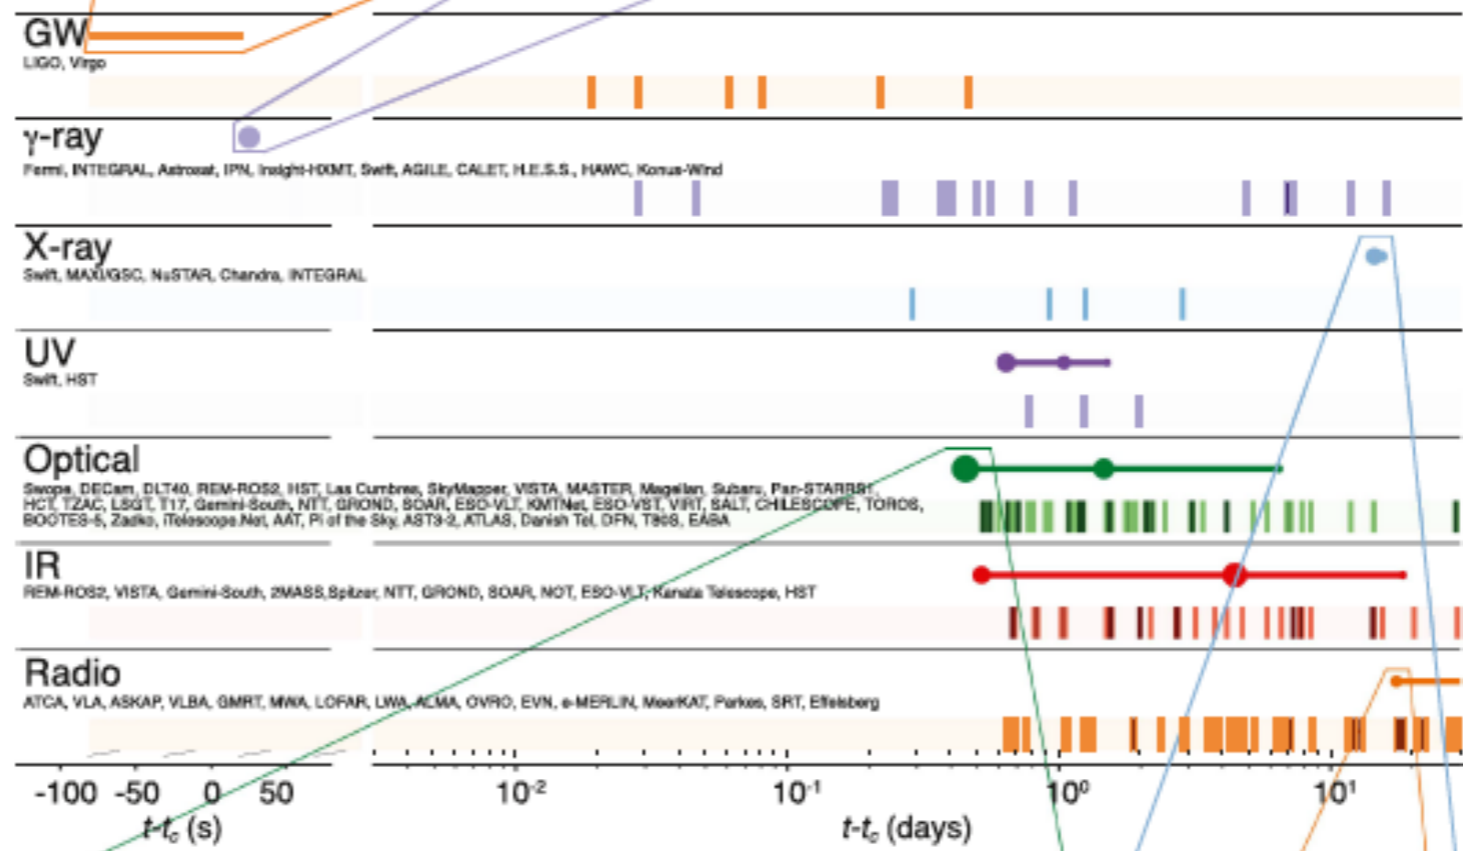 GW
LIGO, Virgo
γ-ray
Fermi, INTEGRAL, Astrosat, IPN, Insight-HXMT, Swift, AGILE, CALET, H.E.S.S., HAWC, Konus-Wind
X-ray
Swift, MAXI/GSC, NuSTAR, Chandra, INTEGRAL
UV
Swift, HST
Optical
Swope, DECam, DLT40, REM-ROS2, HST, Las Cumbres, SkyMapper, VISTA, MASTER, Magellan, Subaru, Pan-STARRS1,
HCT, TZAC, LSGT, T17, Gemini-South, NTT, GROND, SOAR, ESO-VLT, KMTNet, ESO-VST, VIRT, SALT, CHILESCOPE, TOROS,
BOOTES-5, Zadko, iTelescope.Net, AAT, Pi of the Sky, AST3-2, ATLAS, Danish Tel, DFN, T80S, EABA
IR
REM-ROS2, VISTA, Gemini-South, 2MASS,Spitzer, NTT, GROND, SOAR, NOT, ESO-VLT, Kanata Telescope, HST
Radio
ATCA, VLA, ASKAP, VLBA, GMRT, MWA, LOFAR, LWA, ALMA, OVRO, EVN, e-MERLIN, MeerKAT, Parkes, SRT, Effelsberg
-100 -50 0 50 10⁻² 10⁻¹ 10⁰ 10¹
t-t_c (s) t-t_c (days)